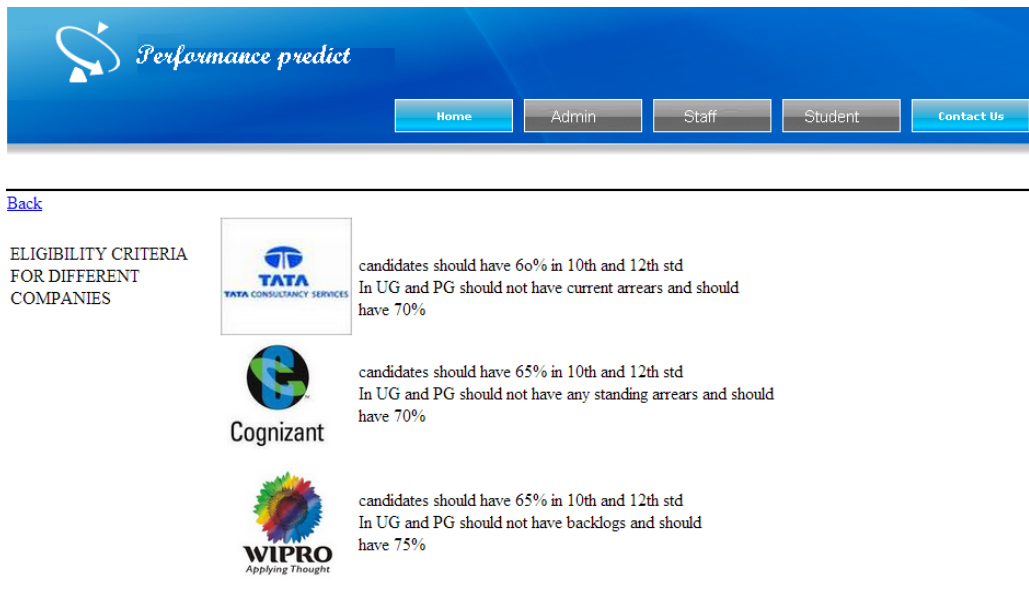 Performance predict
Home
Admin
Staff
Student
Contact Us
Back
ELIGIBILITY CRITERIA
FOR DIFFERENT
COMPANIES
TATA
TATA CONSULTANCY SERVICES
candidates should have 6o% in 10th and 12th std
In UG and PG should not have current arrears and should
have 70%
Cognizant
candidates should have 65% in 10th and 12th std
In UG and PG should not have any standing arrears and should
have 70%
WIPRO
Applying Thought
candidates should have 65% in 10th and 12th std
In UG and PG should not have backlogs and should
have 75%